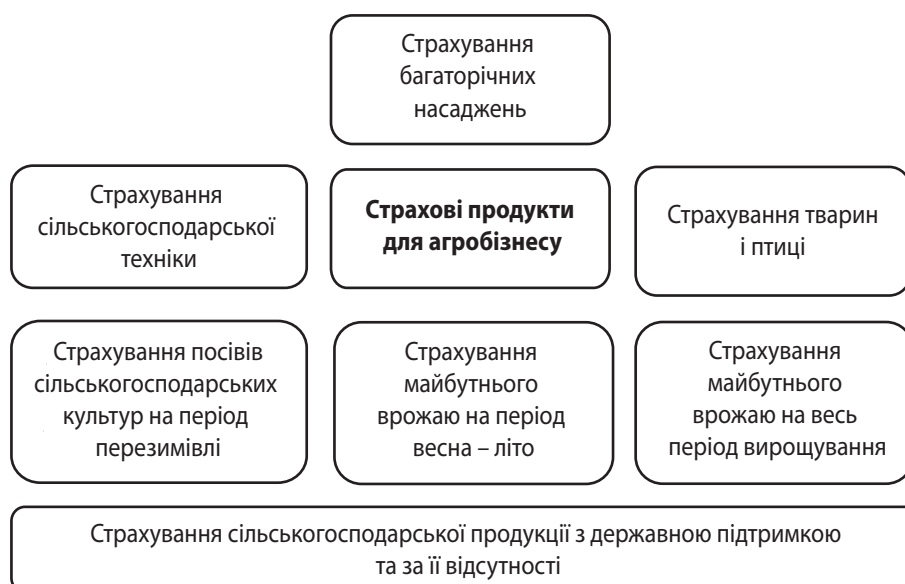 Страхування
багаторічних
насаджень
Страхування
сільськогосподарської
техніки
Страхові продукти
для агробізнесу
Страхування тварин
і птиці
Страхування посівів
сільськогосподарських
культур на період
перезимівлі
Страхування
майбутнього
врожаю на період
весна – літо
Страхування
майбутнього
врожаю на весь
період вирощування
Страхування сільськогосподарської продукції з державною підтримкою
та за її відсутності